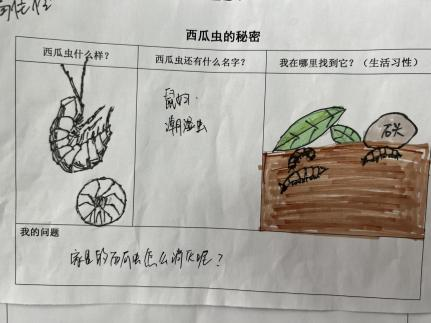 西瓜虫的秘密
西瓜虫什么样？
西瓜虫还有什么名字？
我在哪里找到它？（生活习性）
鼠妇.
潮湿虫
我的问题
家里的西瓜虫怎么消灭呢？